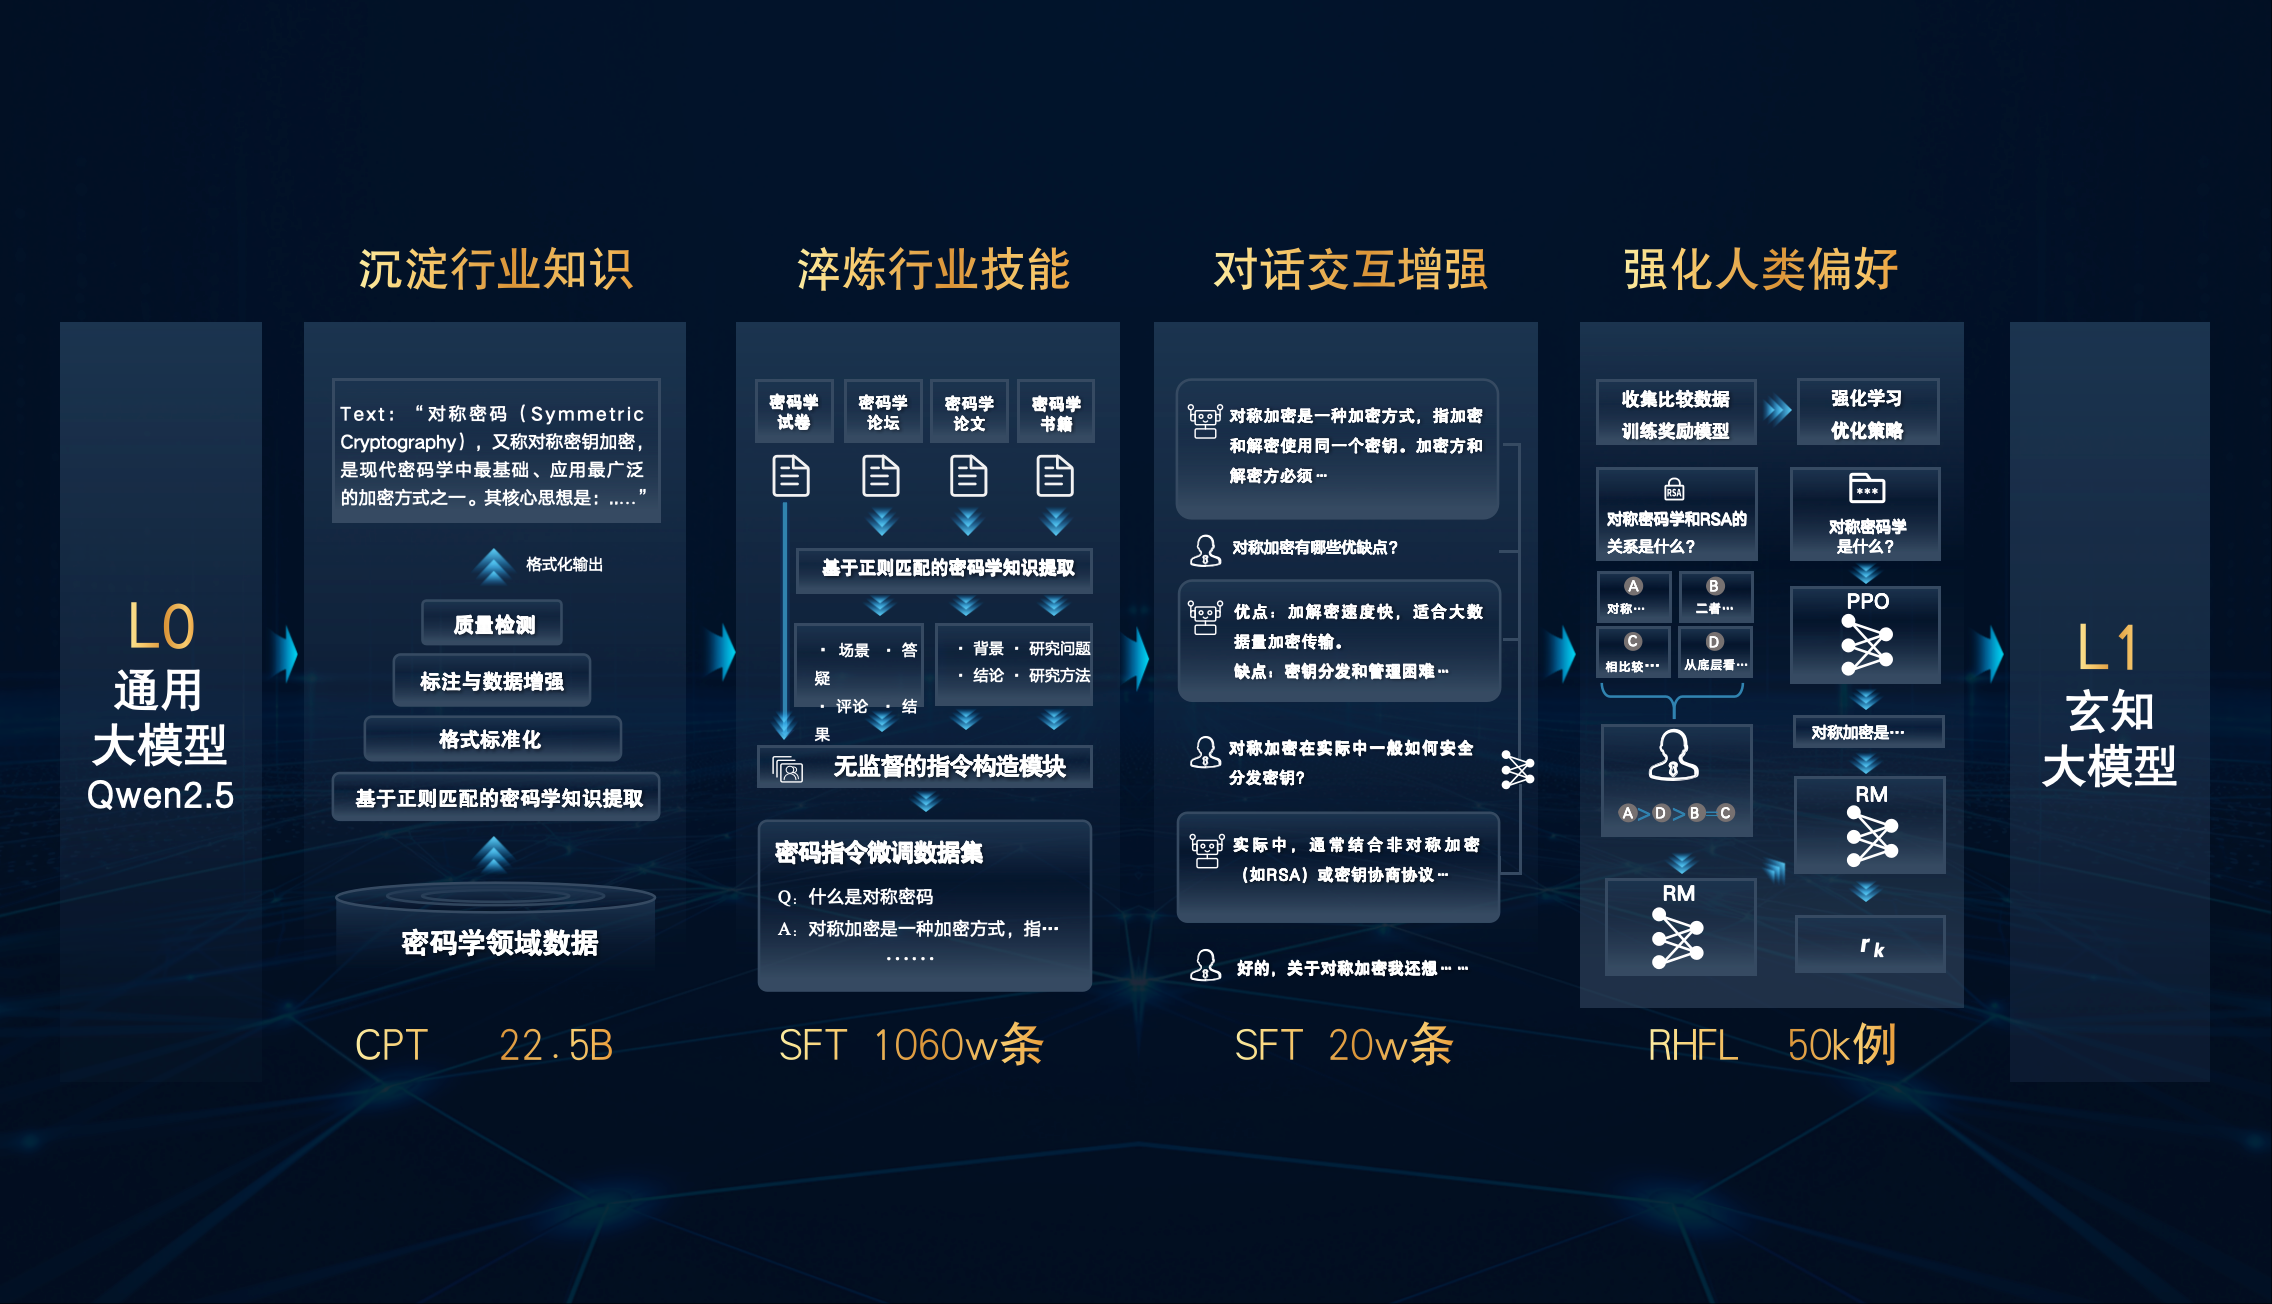 沉淀行业知识
淬炼行业技能
对话交互增强
强化人类偏好
L0
通用
大模型
Qwen2.5
Text：“对称密码（Symmetric
Cryptography），又称对称密钥加密，
是现代密码学中最基础、应用最广泛
的加密方式之一。其核心思想是：……”
格式化输出
质量检测
标注与数据增强
格式标准化
基于正则匹配的密码学知识提取
密码学领域数据
CPT 22.5B
密码学
试卷
密码学
论坛
密码学
论文
密码学
书籍
基于正则匹配的密码学知识提取
· 场景 · 答
疑
· 评论 · 结
果
· 背景 · 研究问题
· 结论 · 研究方法
无监督的指令构造模块
密码指令微调数据集
Q：什么是对称密码
A：对称加密是一种加密方式，指…
……
SFT 1060w条
对称加密是一种加密方式，指加密
和解密使用同一个密钥。加密方和
解密方必须…
对称加密有哪些优缺点？
优点：加解密速度快，适合大数
据量加密传输。
缺点：密钥分发和管理困难…
对称加密在实际中一般如何安全
分发密钥？
实际中，通常结合非对称加密
（如RSA）或密钥协商协议…
好的，关于对称加密我还想……
SFT 20w条
收集比较数据
训练奖励模型
强化学习
优化策略
RSA
对称密码学和RSA的
关系是什么？
A
对称…
B
二者…
C
相比较…
D
从底层看…
A>D>B=C
RM
***
对称密码学
是什么？
PPO
对称加密是…
RM
r k
RHFL 50k例
L1
玄知
大模型